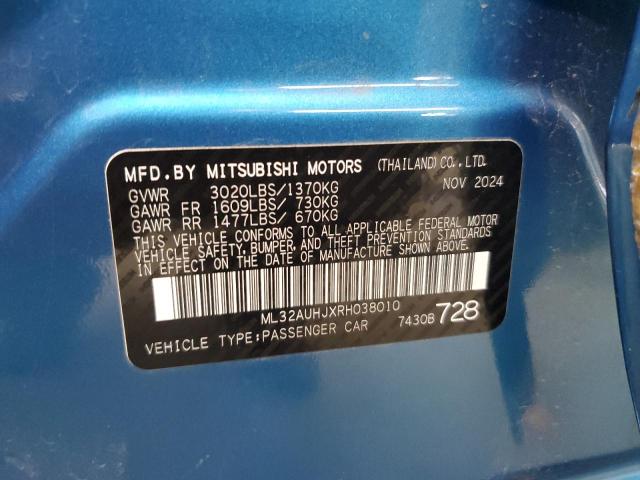 MFD.BY MITSUBISHI MOTORS (THAILAND)CO.,LTD.
GVWR 3020LBS/1370KG NOV 2024
GAWR FR 1609LBS/ 730KG
GAWR RR 1477LBS/ 670KG
THIS VEHICLE CONFORMS TO ALL APPLICABLE FEDERAL MOTOR
VEHICLE SAFETY,BUMPER,AND THEFT PREVENTION STANDARDS
IN EFFECT ON THE DATE OF MANUFACTURE SHOWN ABOVE.
ML32AUHJXRH038010
VEHICLE TYPE:PASSENGER CAR 7430B 728